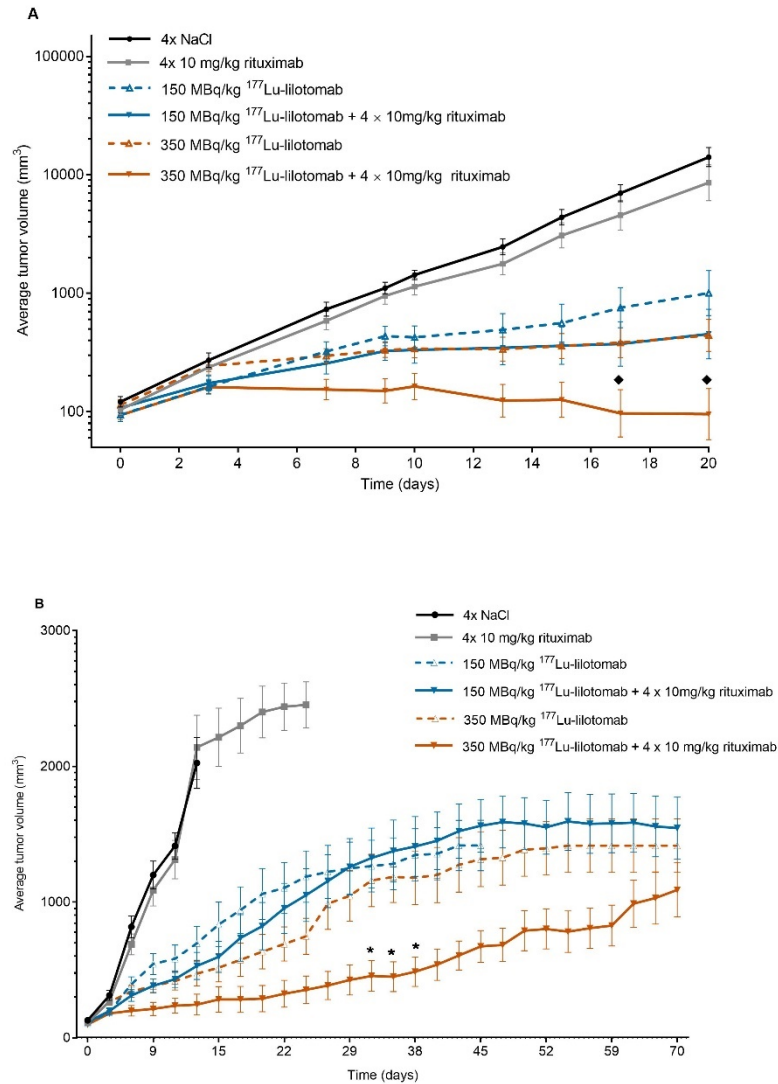 A
4x NaCl
4x 10 mg/kg rituximab
150 MBq/kg ¹⁷⁷Lu-lilotomab
150 MBq/kg ¹⁷⁷Lu-lilotomab + 4 × 10mg/kg rituximab
350 MBq/kg ¹⁷⁷Lu-lilotomab
350 MBq/kg ¹⁷⁷Lu-lilotomab + 4 × 10mg/kg rituximab
Average tumor volume (mm³)
100000
10000
1000
100
0 2 4 6 8 10 12 14 16 18 20
Time (days)
B
4x NaCl
4x 10 mg/kg rituximab
150 MBq/kg ¹⁷⁷Lu-lilotomab
150 MBq/kg ¹⁷⁷Lu-lilotomab + 4 x 10mg/kg rituximab
350 MBq/kg ¹⁷⁷Lu-lilotomab
350 MBq/kg ¹⁷⁷Lu-lilotomab + 4 x 10 mg/kg rituximab
Average tumor volume (mm³)
3000
2000
1000
0
* * *
0 9 15 22 29 38 45 52 59 70
Time (days)